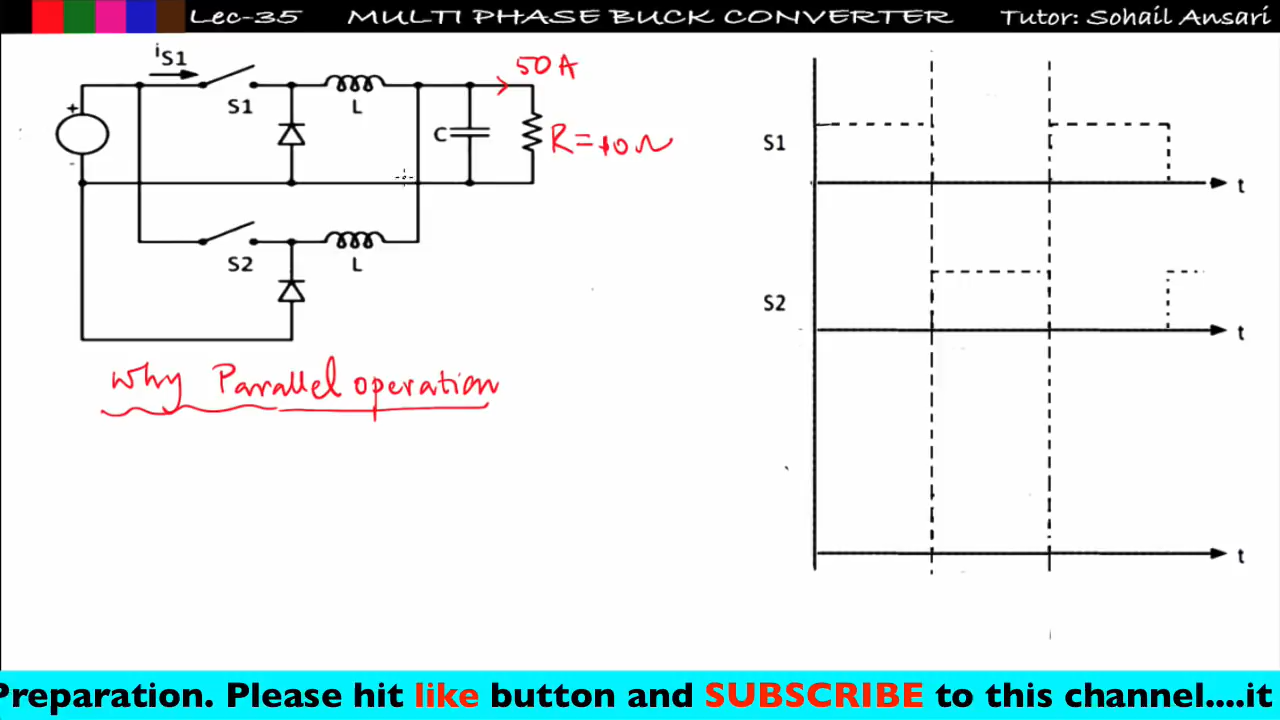 Lec-35 MULTI PHASE BUCK CONVERTER Tutor: Sohail Ansari
iS1
50 A
+
S1
L
C
R=10Ω
-
S2
L
why Parallel operation
S1
t
S2
t
t
Preparation. Please hit like button and SUBSCRIBE to this channel....it